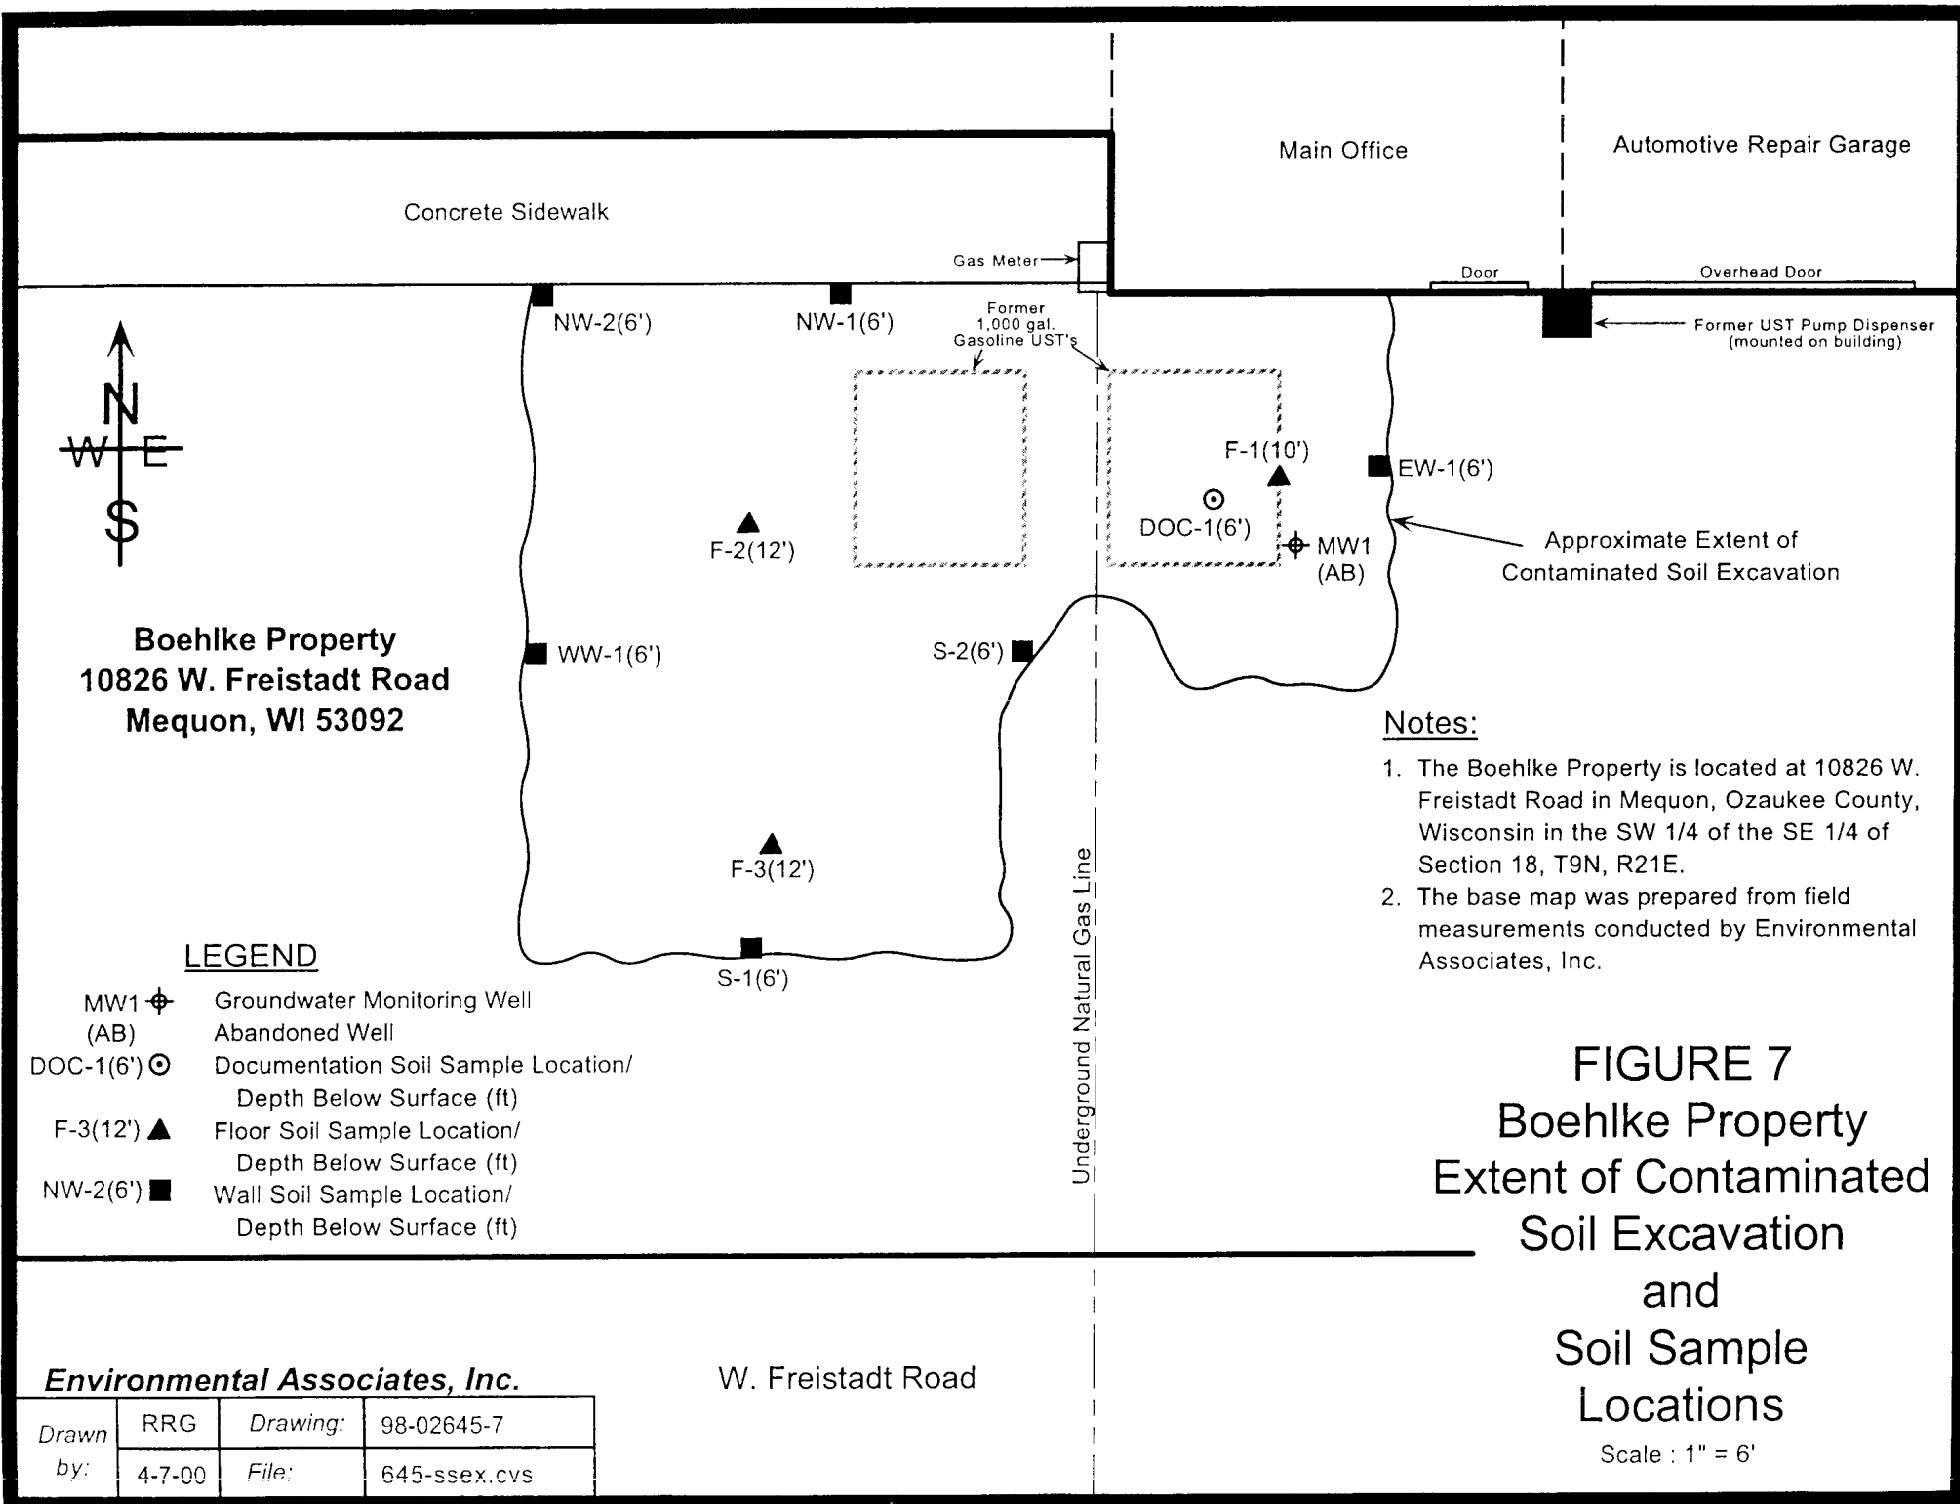 Main Office
Automotive Repair Garage
Concrete Sidewalk
Gas Meter
Door
Overhead Door
NW-2(6')
NW-1(6')
Former
1,000 gal.
Gasoline UST's
Former UST Pump Dispenser
(mounted on building)
N
W E
S
F-1(10')
EW-1(6')
DOC-1(6')
F-2(12')
MW1
(AB)
Approximate Extent of
Contaminated Soil Excavation
Boehlke Property
10826 W. Freistadt Road
Mequon, WI 53092
WW-1(6')
S-2(6')
F-3(12')
S-1(6')
Underground Natural Gas Line
Notes:
1. The Boehlke Property is located at 10826 W.
Freistadt Road in Mequon, Ozaukee County,
Wisconsin in the SW 1/4 of the SE 1/4 of
Section 18, T9N, R21E.
2. The base map was prepared from field
measurements conducted by Environmental
Associates, Inc.
LEGEND
MW1 Groundwater Monitoring Well
(AB) Abandoned Well
DOC-1(6') Documentation Soil Sample Location/
Depth Below Surface (ft)
F-3(12') Floor Soil Sample Location/
Depth Below Surface (ft)
NW-2(6') Wall Soil Sample Location/
Depth Below Surface (ft)
FIGURE 7
Boehlke Property
Extent of Contaminated
Soil Excavation
and
Soil Sample
Locations
Scale : 1" = 6'
W. Freistadt Road
Environmental Associates, Inc.
Drawn by: RRG Drawing: 98-02645-7
4-7-00 File: 645-ssex.cvs